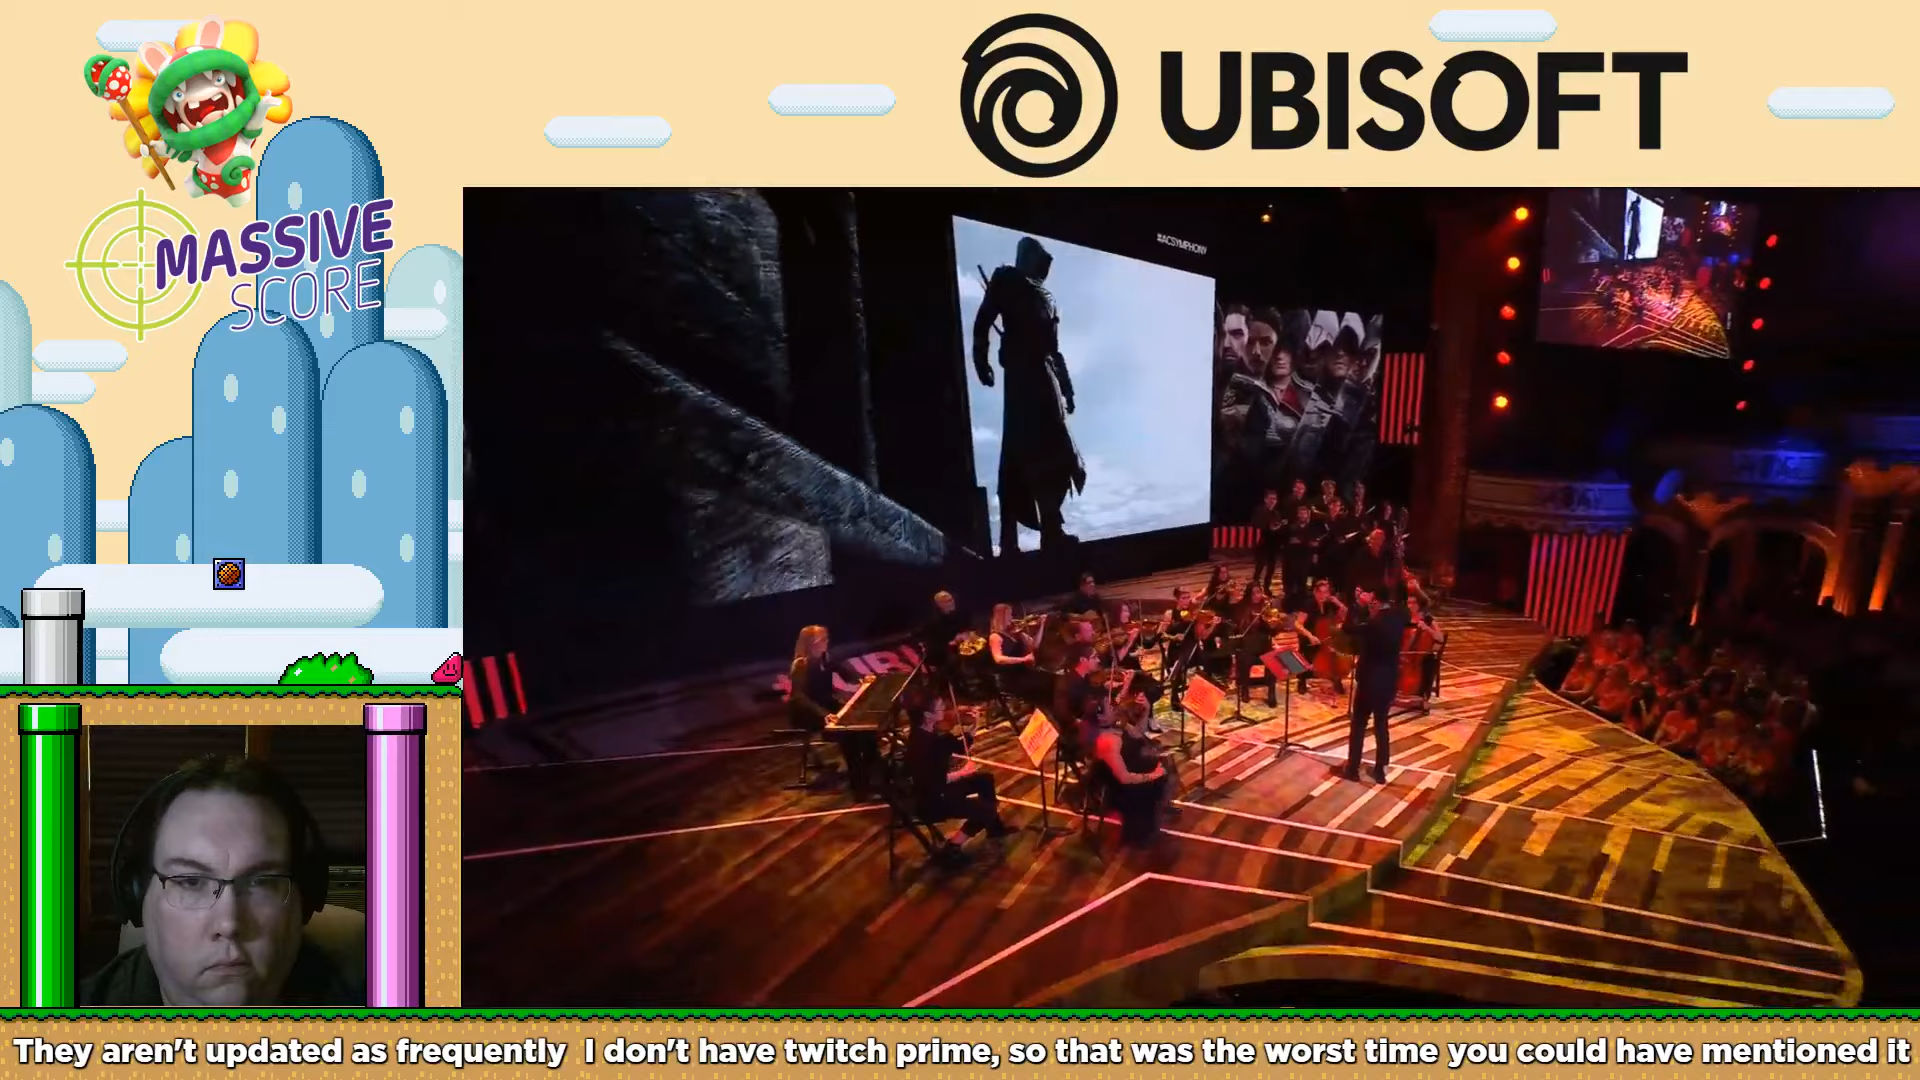 UBISOFT
MASSIVE
SCORE
#ACSYMPHONY
They aren't updated as frequently  I don't have twitch prime, so that was the worst time you could have mentioned it